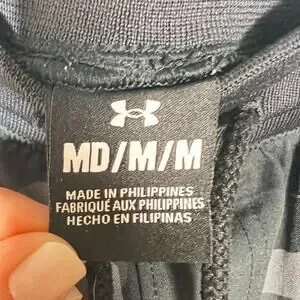 MD/M/M
MADE IN PHILIPPINES
FABRIQUÉ AUX PHILIPPINES
HECHO EN FILIPINAS